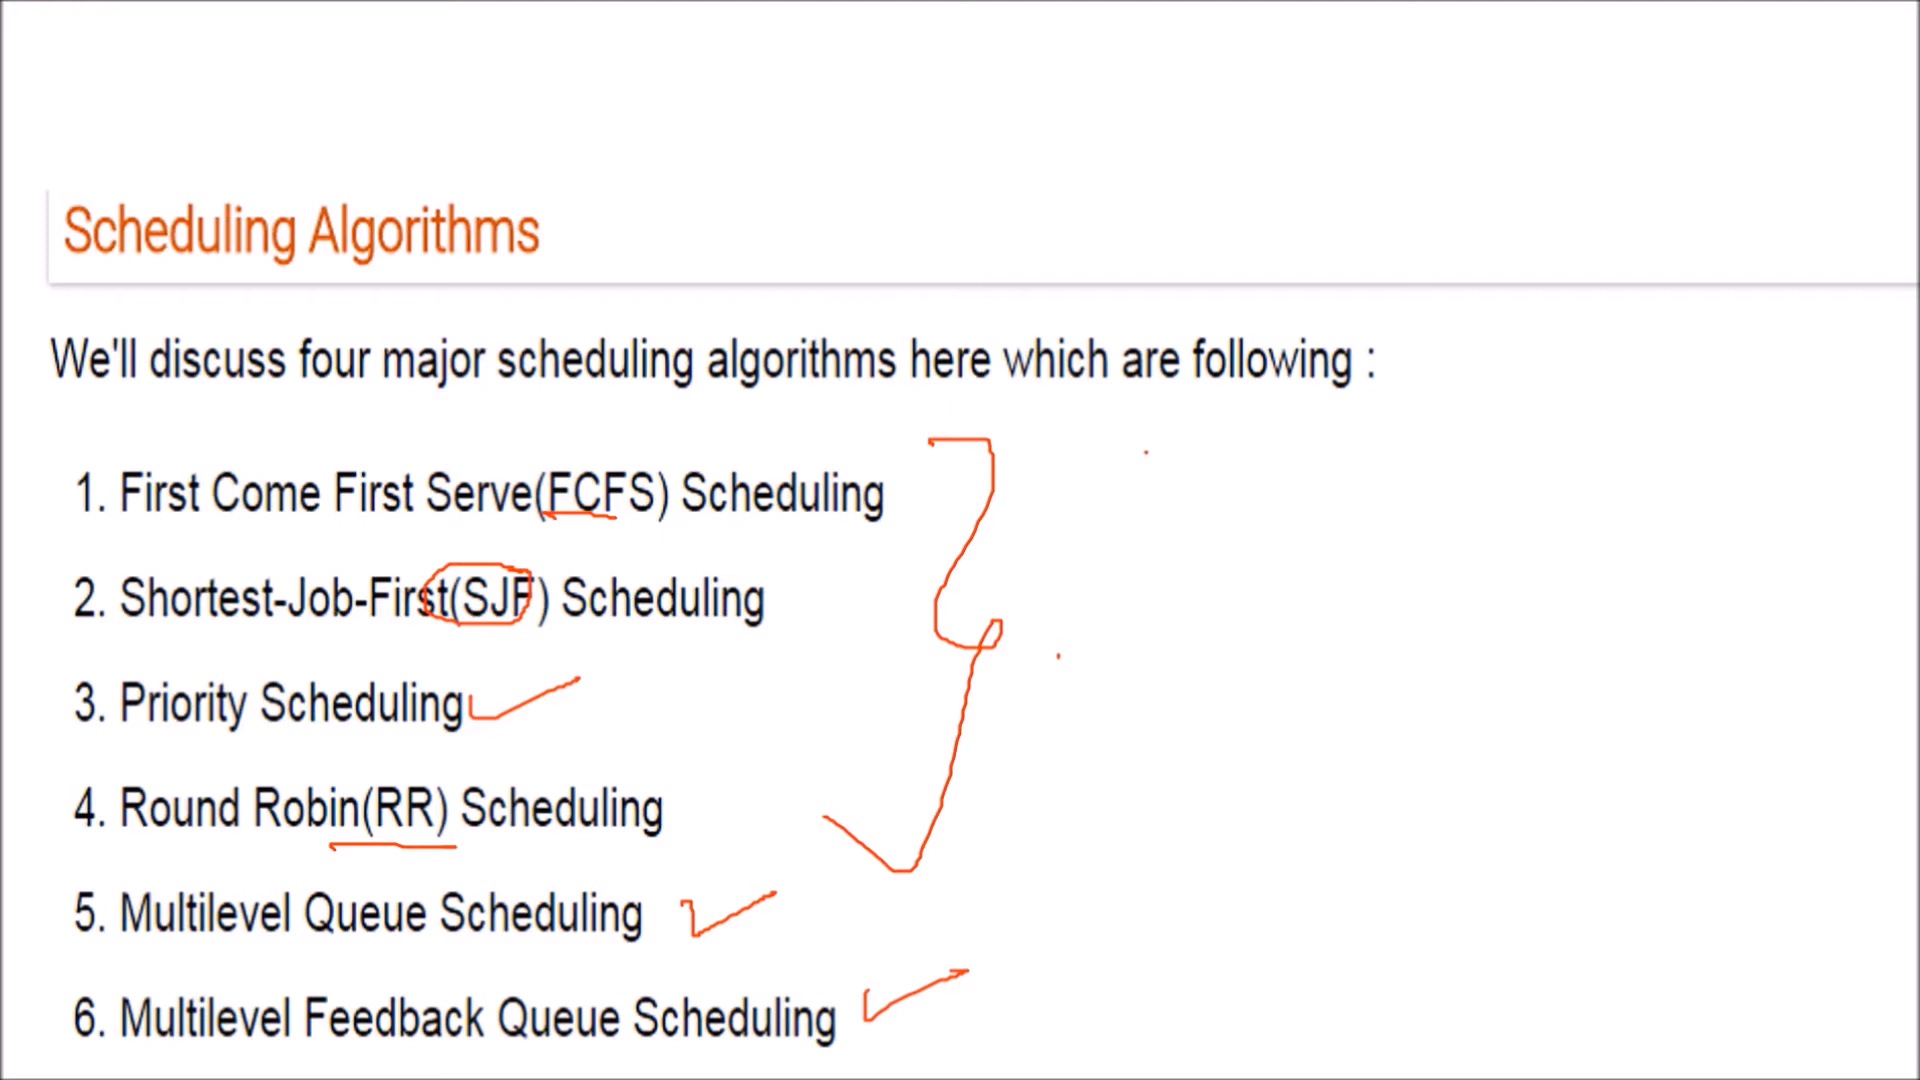 Scheduling Algorithms
We'll discuss four major scheduling algorithms here which are following :
1. First Come First Serve(FCFS) Scheduling
2. Shortest-Job-First(SJF) Scheduling
3. Priority Scheduling
4. Round Robin(RR) Scheduling
5. Multilevel Queue Scheduling
6. Multilevel Feedback Queue Scheduling